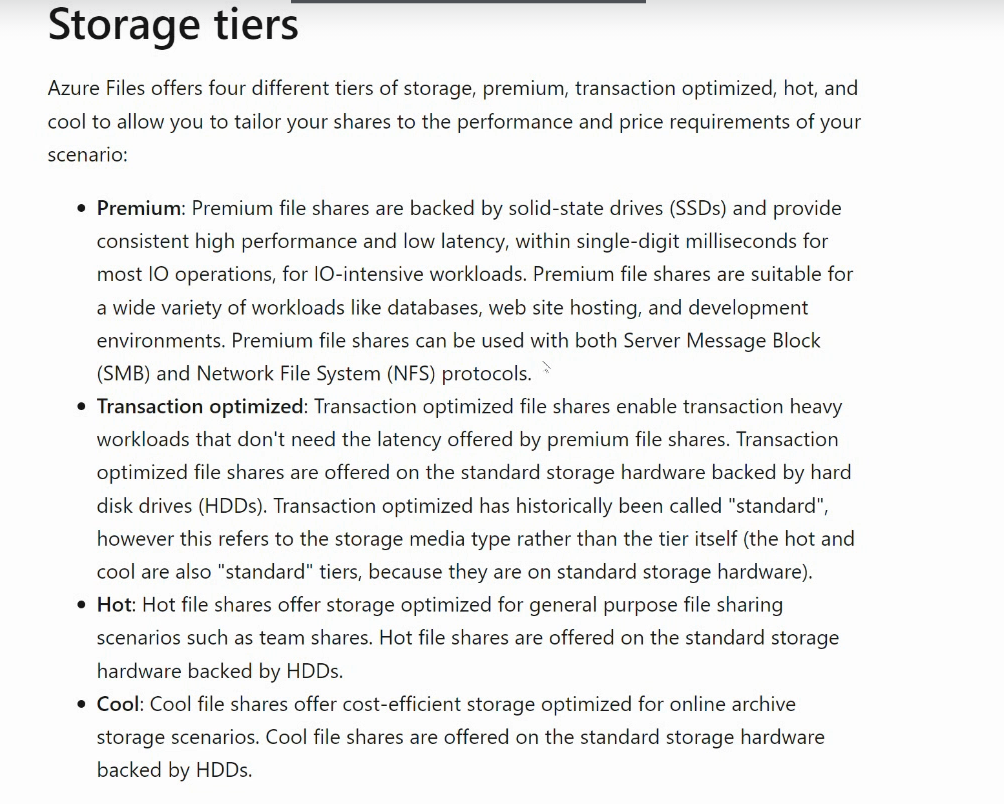 Storage tiers
Azure Files offers four different tiers of storage, premium, transaction optimized, hot, and
cool to allow you to tailor your shares to the performance and price requirements of your
scenario:
• Premium: Premium file shares are backed by solid-state drives (SSDs) and provide
consistent high performance and low latency, within single-digit milliseconds for
most IO operations, for IO-intensive workloads. Premium file shares are suitable for
a wide variety of workloads like databases, web site hosting, and development
environments. Premium file shares can be used with both Server Message Block
(SMB) and Network File System (NFS) protocols.
• Transaction optimized: Transaction optimized file shares enable transaction heavy
workloads that don't need the latency offered by premium file shares. Transaction
optimized file shares are offered on the standard storage hardware backed by hard
disk drives (HDDs). Transaction optimized has historically been called "standard",
however this refers to the storage media type rather than the tier itself (the hot and
cool are also "standard" tiers, because they are on standard storage hardware).
• Hot: Hot file shares offer storage optimized for general purpose file sharing
scenarios such as team shares. Hot file shares are offered on the standard storage
hardware backed by HDDs.
• Cool: Cool file shares offer cost-efficient storage optimized for online archive
storage scenarios. Cool file shares are offered on the standard storage hardware
backed by HDDs.